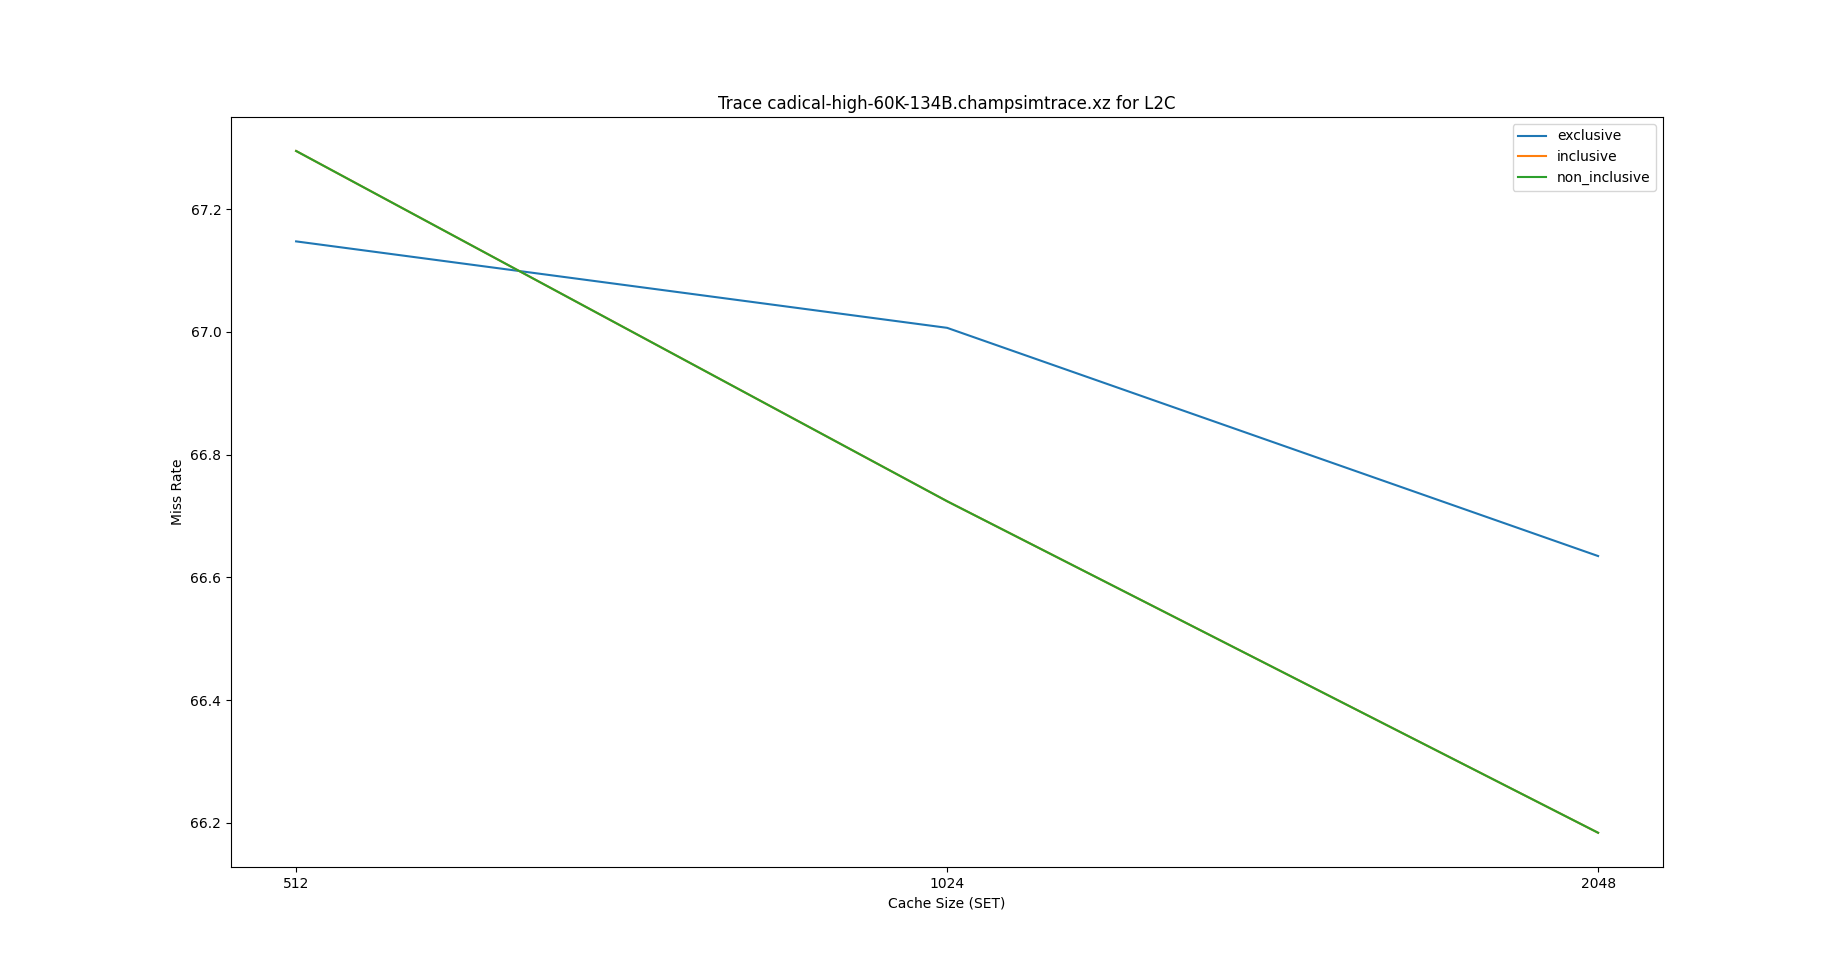 Trace cadical-high-60K-134B.champsimtrace.xz for L2C
exclusive
inclusive
non_inclusive
67.2
67.0
66.8
66.6
66.4
66.2
Miss Rate
512
1024
2048
Cache Size (SET)